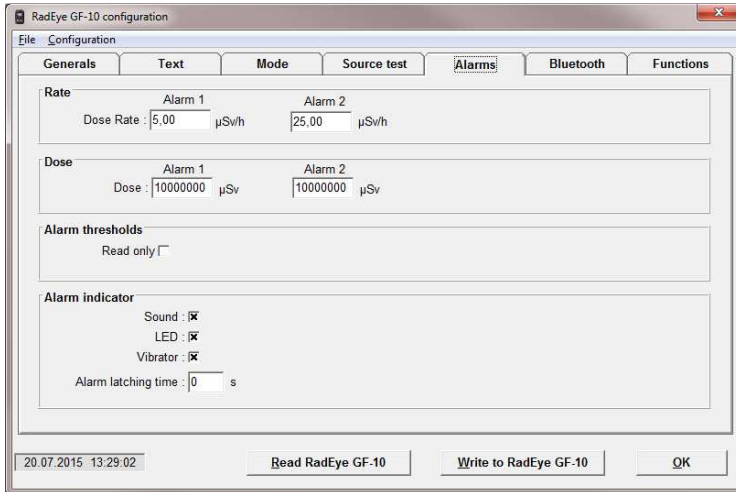 RadEye GF-10 configuration
File Configuration
Generals Text Mode Source test Alarms Bluetooth Functions
Rate
Alarm 1 Alarm 2
Dose Rate : 5,00 µSv/h 25,00 µSv/h
Dose
Alarm 1 Alarm 2
Dose : 10000000 µSv 10000000 µSv
Alarm thresholds
Read only
Alarm indicator
Sound :
LED :
Vibrator :
Alarm latching time : 0 s
20.07.2015 13:29:02 Read RadEye GF-10 Write to RadEye GF-10 OK